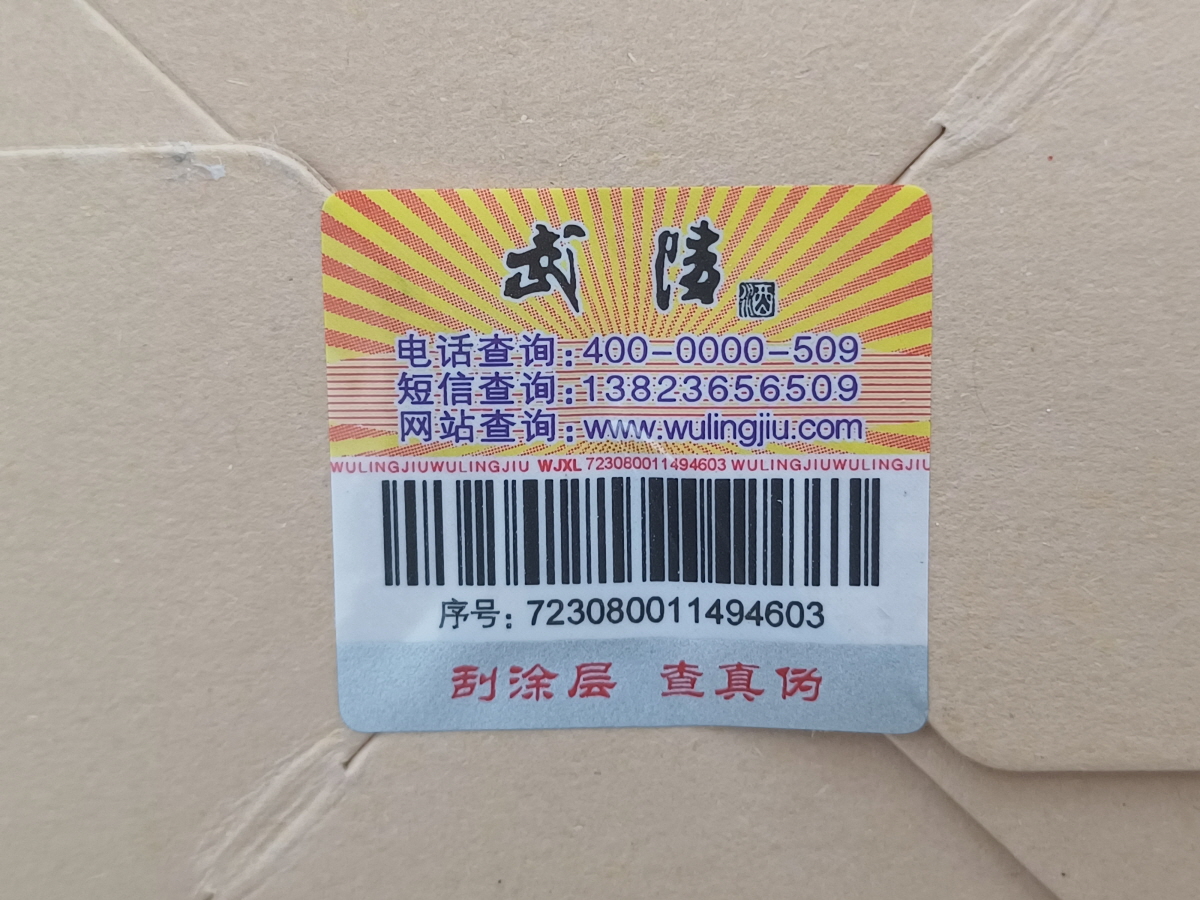 武陵酒
电话查询:400-0000-509
短信查询:13823656509
网站查询:www.wulingjiu.com
WULINGJIUWULINGJIU WJXL 723080011494603 WULINGJIUWULINGJIU
序号: 723080011494603
刮涂层 查真伪